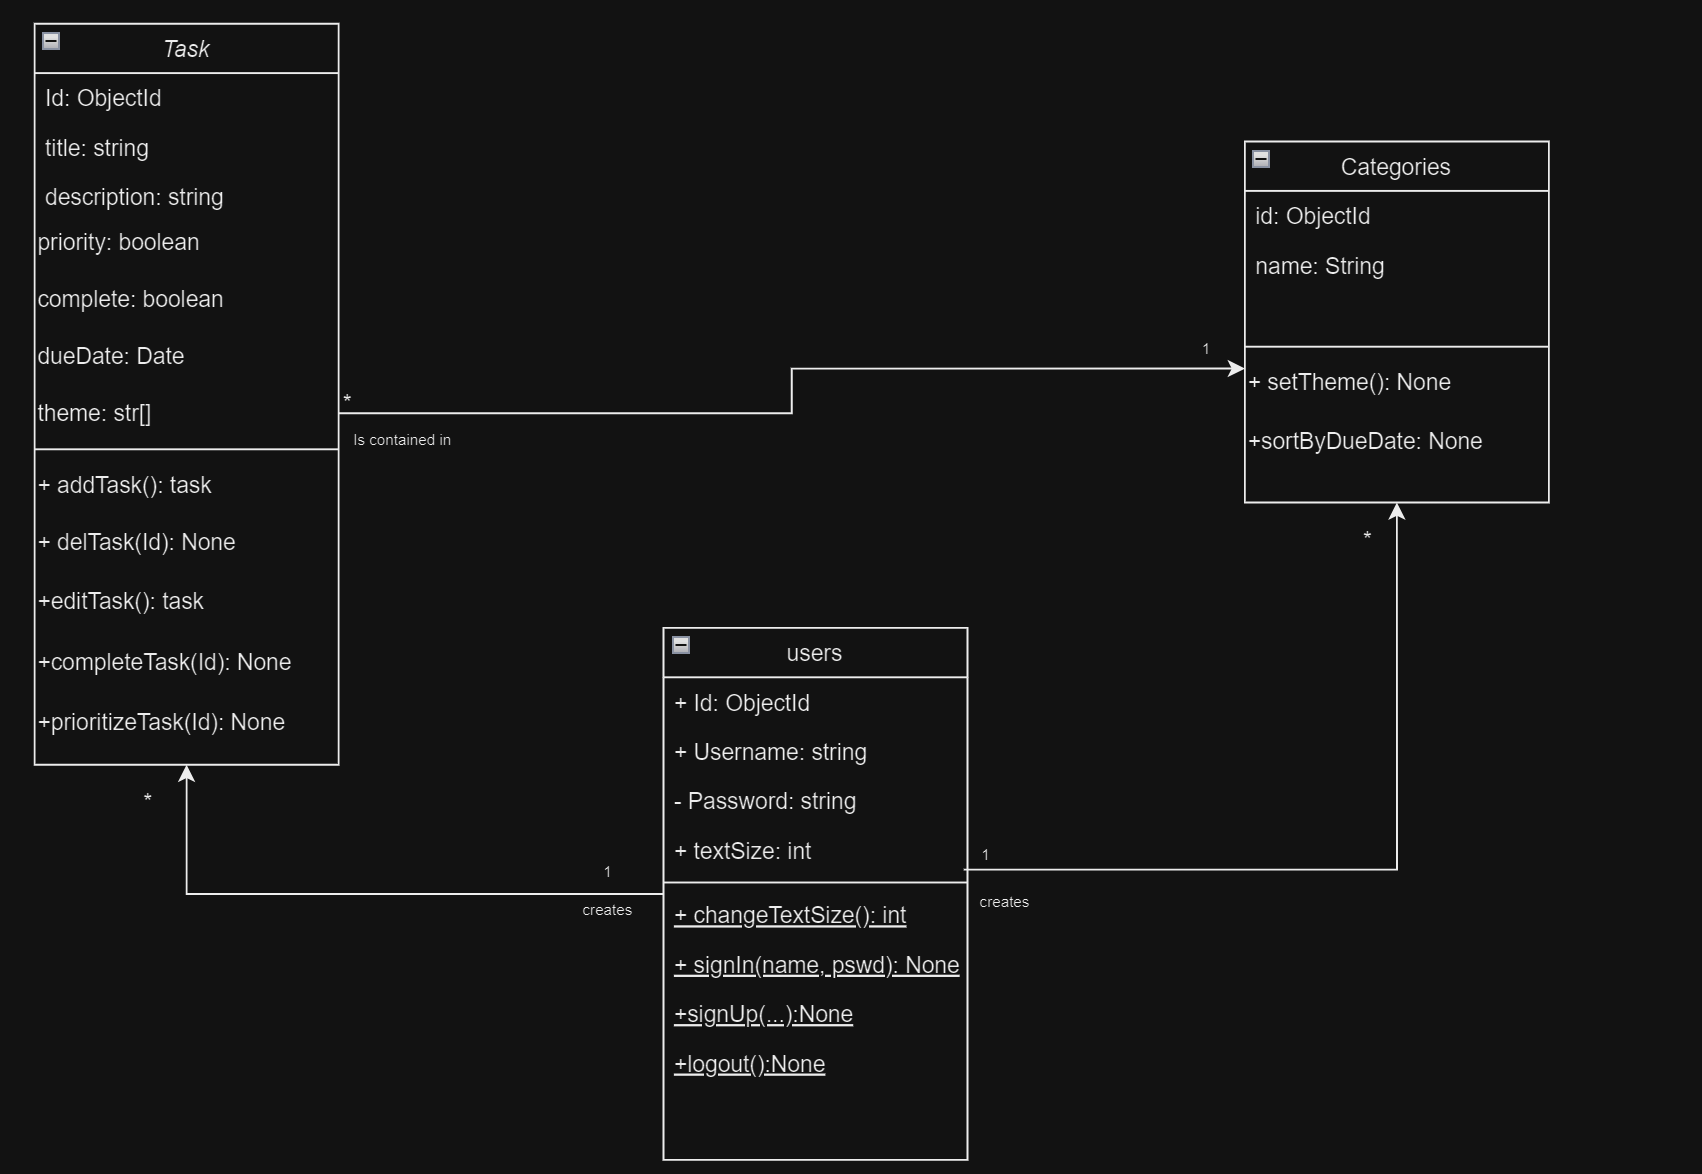 Task
Id: ObjectId
title: string
description: string
priority: boolean
complete: boolean
dueDate: Date
theme: str[]
+ addTask(): task
+ delTask(Id): None
+editTask(): task
+completeTask(Id): None
+prioritizeTask(Id): None
*
Is contained in
1
Categories
id: ObjectId
name: String
+ setTheme(): None
+sortByDueDate: None
*
*
1
creates
users
+ Id: ObjectId
+ Username: string
- Password: string
+ textSize: int
+ changeTextSize(): int
+ signIn(name, pswd): None
+signUp(...):None
+logout():None
1
creates